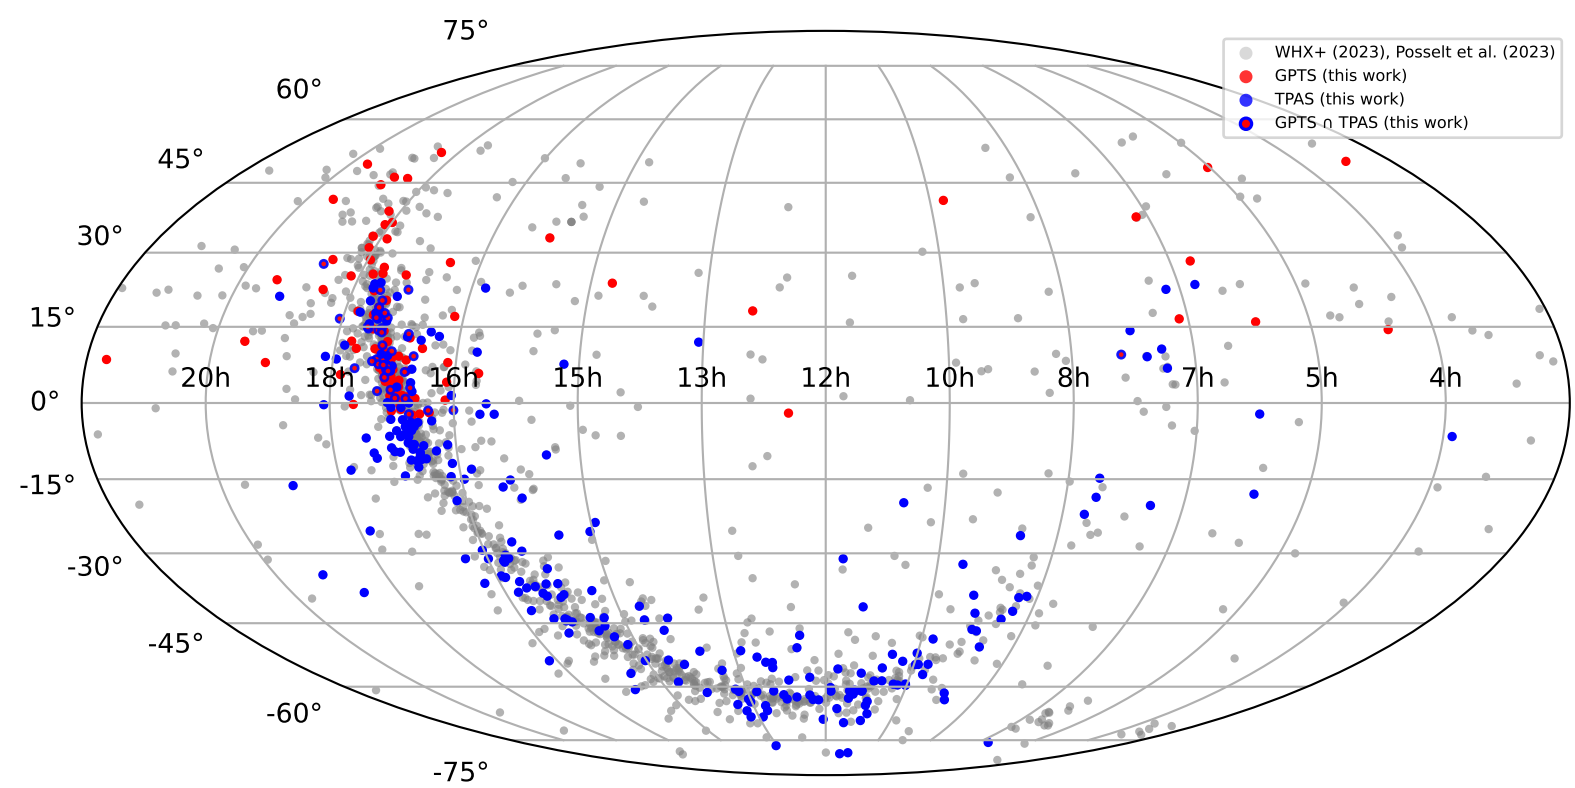 75°
60°
45°
30°
15°
0°
-15°
-30°
-45°
-60°
-75°
20h 18h 16h 15h 13h 12h 10h 8h 7h 5h 4h
WHX+ (2023), Posselt et al. (2023)
GPTS (this work)
TPAS (this work)
GPTS ∩ TPAS (this work)